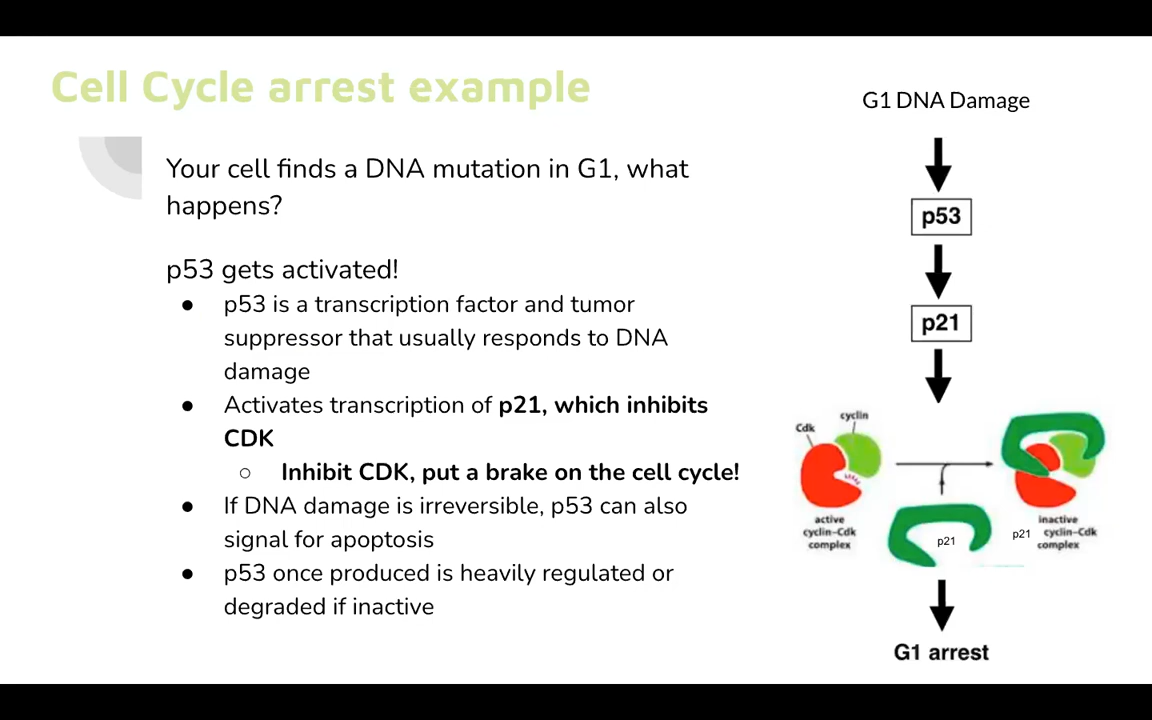 Cell Cycle arrest example
Your cell finds a DNA mutation in G1, what
happens?
p53 gets activated!
● p53 is a transcription factor and tumor
suppressor that usually responds to DNA
damage
● Activates transcription of p21, which inhibits
CDK
○ Inhibit CDK, put a brake on the cell cycle!
● If DNA damage is irreversible, p53 can also
signal for apoptosis
● p53 once produced is heavily regulated or
degraded if inactive
G1 DNA Damage
p53
p21
Cdk
cyclin
active
cyclin-Cdk
complex
p21
p21
inactive
cyclin-Cdk
complex
G1 arrest